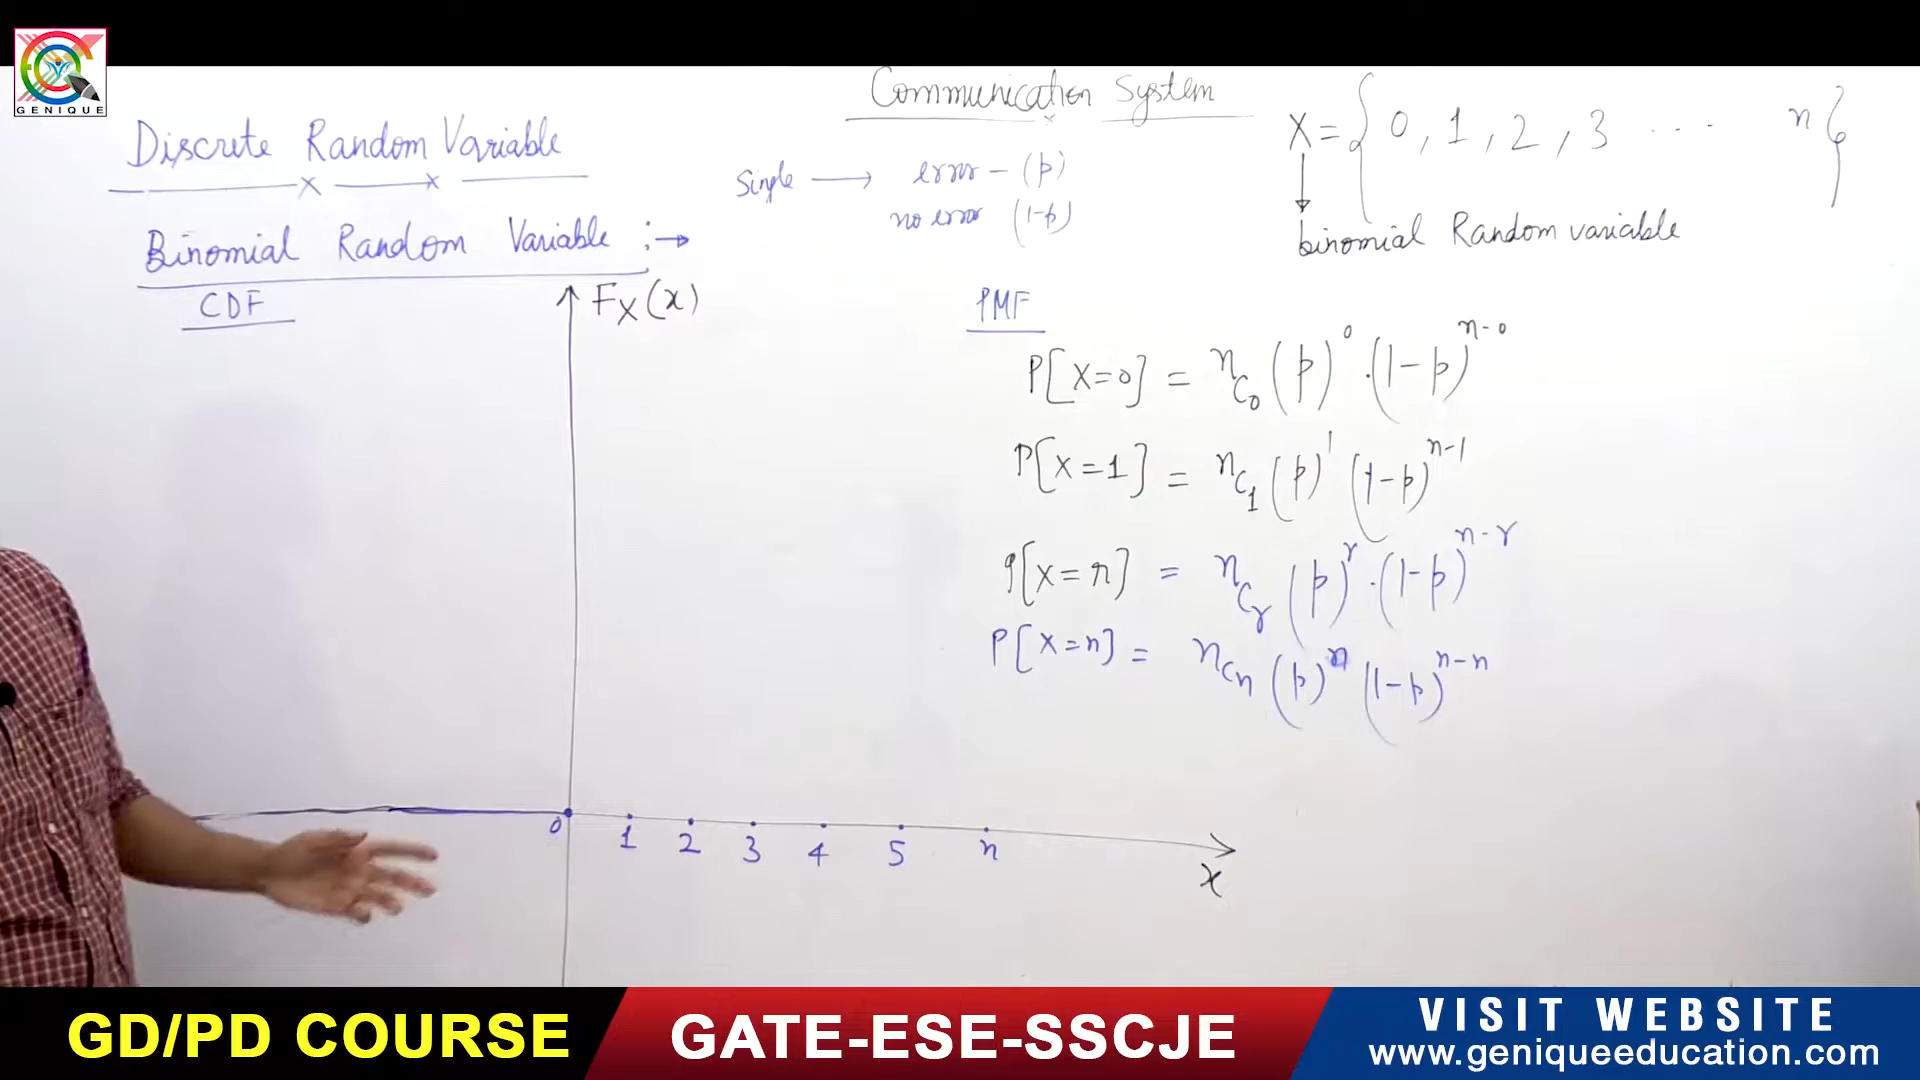 GENIQUE
Communication System
Discrete Random Variable
Single → error - (p)
no error (1-p)
X = { 0, 1, 2, 3 ... n }
binomial Random variable
Binomial Random Variable :→
CDF
F_X(x)
PMF
P[X=0] = ⁿC₀ (p)⁰ . (1-p)ⁿ⁻⁰
P[X=1] = ⁿC₁ (p)¹ (1-p)ⁿ⁻¹
P[X=r] = ⁿCᵣ (p)ʳ . (1-p)ⁿ⁻ʳ
P[X=n] = ⁿCₙ (p)ⁿ (1-p)ⁿ⁻ⁿ
0 1 2 3 4 5 n
x
GD/PD COURSE
GATE-ESE-SSCJE
VISIT WEBSITE
www.geniqueeducation.com